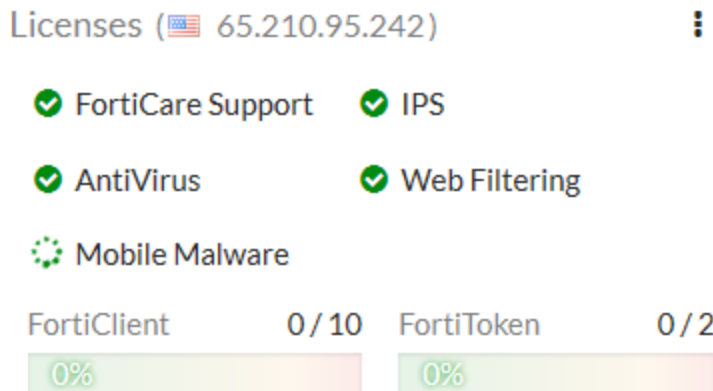 Licenses (65.210.95.242)
FortiCare Support IPS
AntiVirus Web Filtering
Mobile Malware
FortiClient 0 / 10 FortiToken 0 / 2
0% 0%